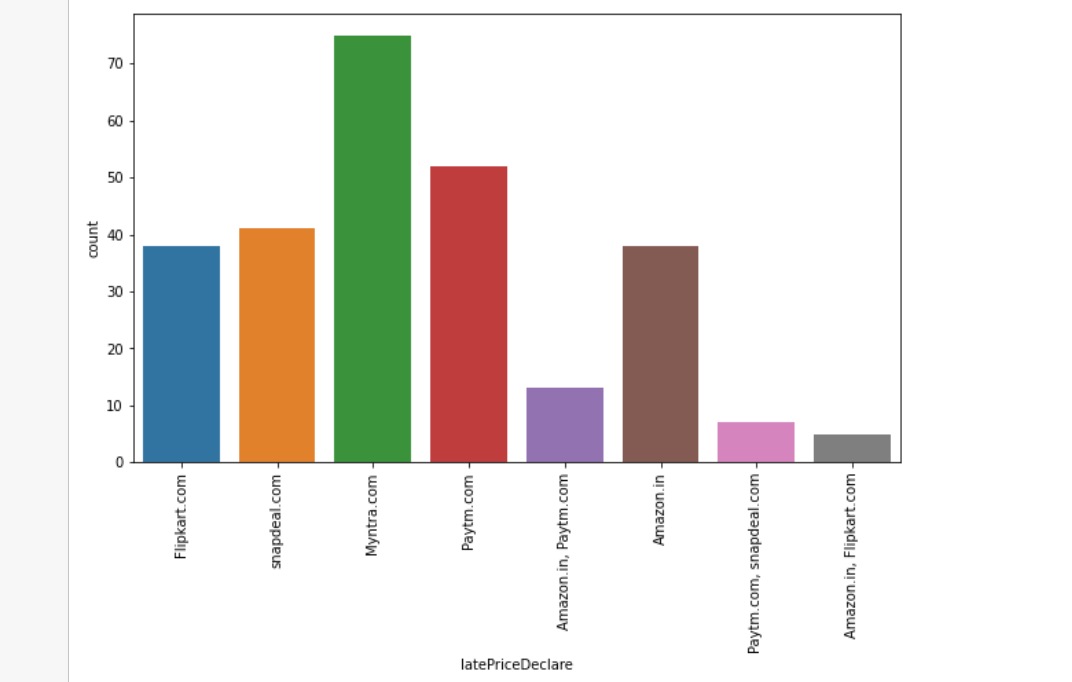 70
60
50
40
30
20
10
0
count
Flipkart.com
snapdeal.com
Myntra.com
Paytm.com
Amazon.in, Paytm.com
Amazon.in
Paytm.com, snapdeal.com
Amazon.in, Flipkart.com
latePriceDeclare